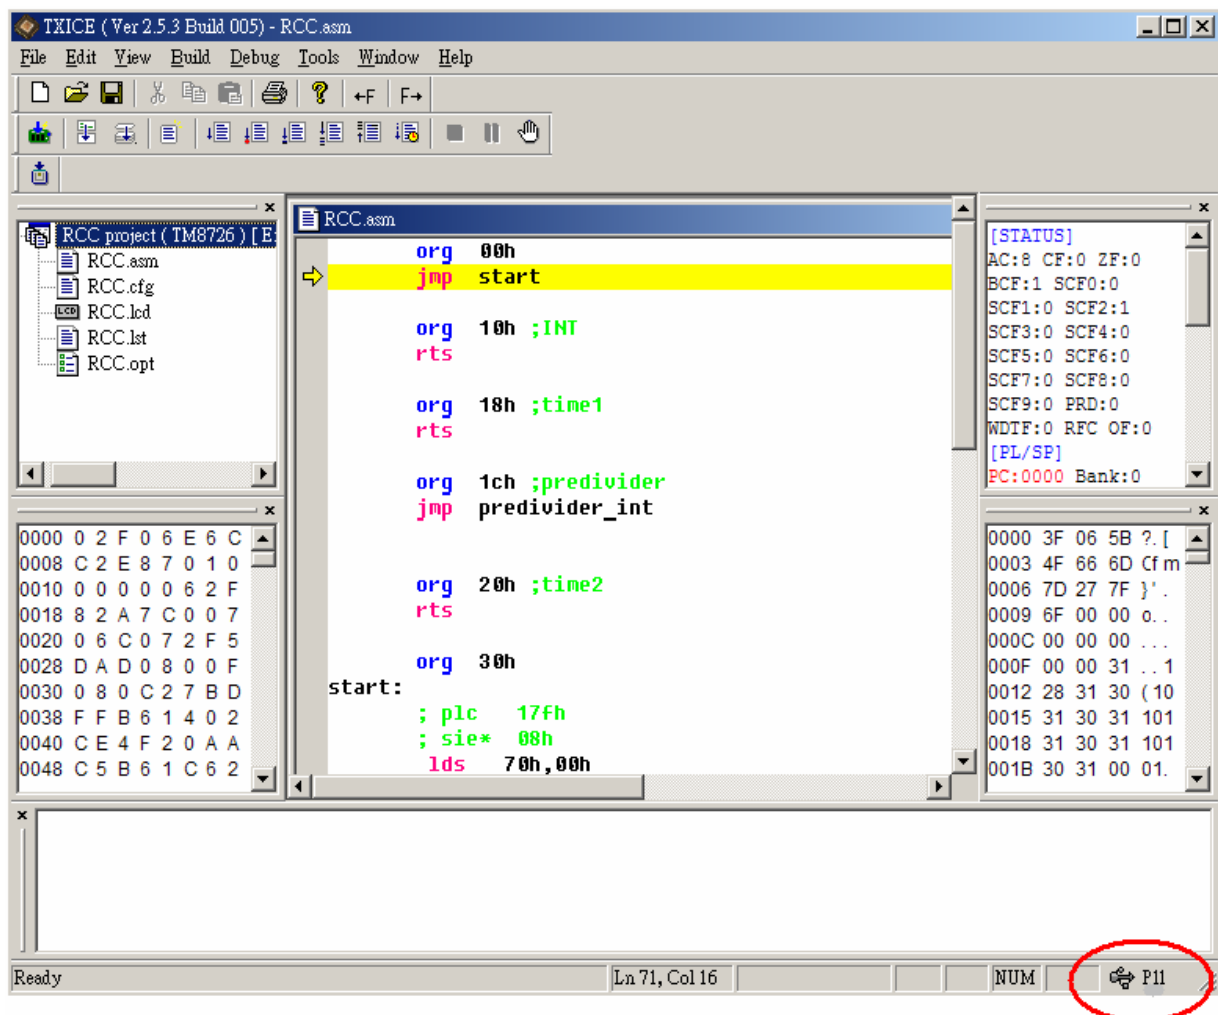 TXICE ( Ver 2.5.3 Build 005) - RCC.asm
File Edit View Build Debug Tools Window Help
←F F→
RCC project ( TM8726 ) [ E
RCC.asm
RCC.cfg
LCD RCC.lcd
RCC.lst
RCC.opt
0000 0 2 F 0 6 E 6 C
0008 C 2 E 8 7 0 1 0
0010 0 0 0 0 0 6 2 F
0018 8 2 A 7 C 0 0 7
0020 0 6 C 0 7 2 F 5
0028 D A D 0 8 0 0 F
0030 0 8 0 C 2 7 B D
0038 F F B 6 1 4 0 2
0040 C E 4 F 2 0 A A
0048 C 5 B 6 1 C 6 2
RCC.asm
org 00h
jmp start
org 10h ;INT
rts
org 18h ;time1
rts
org 1ch ;predivider
jmp predivider_int
org 20h ;time2
rts
org 30h
start:
; plc 17fh
; sie* 08h
lds 70h,00h
[STATUS]
AC:8 CF:0 ZF:0
BCF:1 SCF0:0
SCF1:0 SCF2:1
SCF3:0 SCF4:0
SCF5:0 SCF6:0
SCF7:0 SCF8:0
SCF9:0 PRD:0
WDTF:0 RFC OF:0
[PL/SP]
PC:0000 Bank:0
0000 3F 06 5B ?. [
0003 4F 66 6D Of m
0006 7D 27 7F }' .
0009 6F 00 00 o. .
000C 00 00 00 . . .
000F 00 00 31 . . 1
0012 28 31 30 ( 10
0015 31 30 31 101
0018 31 30 31 101
001B 30 31 00 01.
Ready
Ln 71, Col 16
NUM
P11